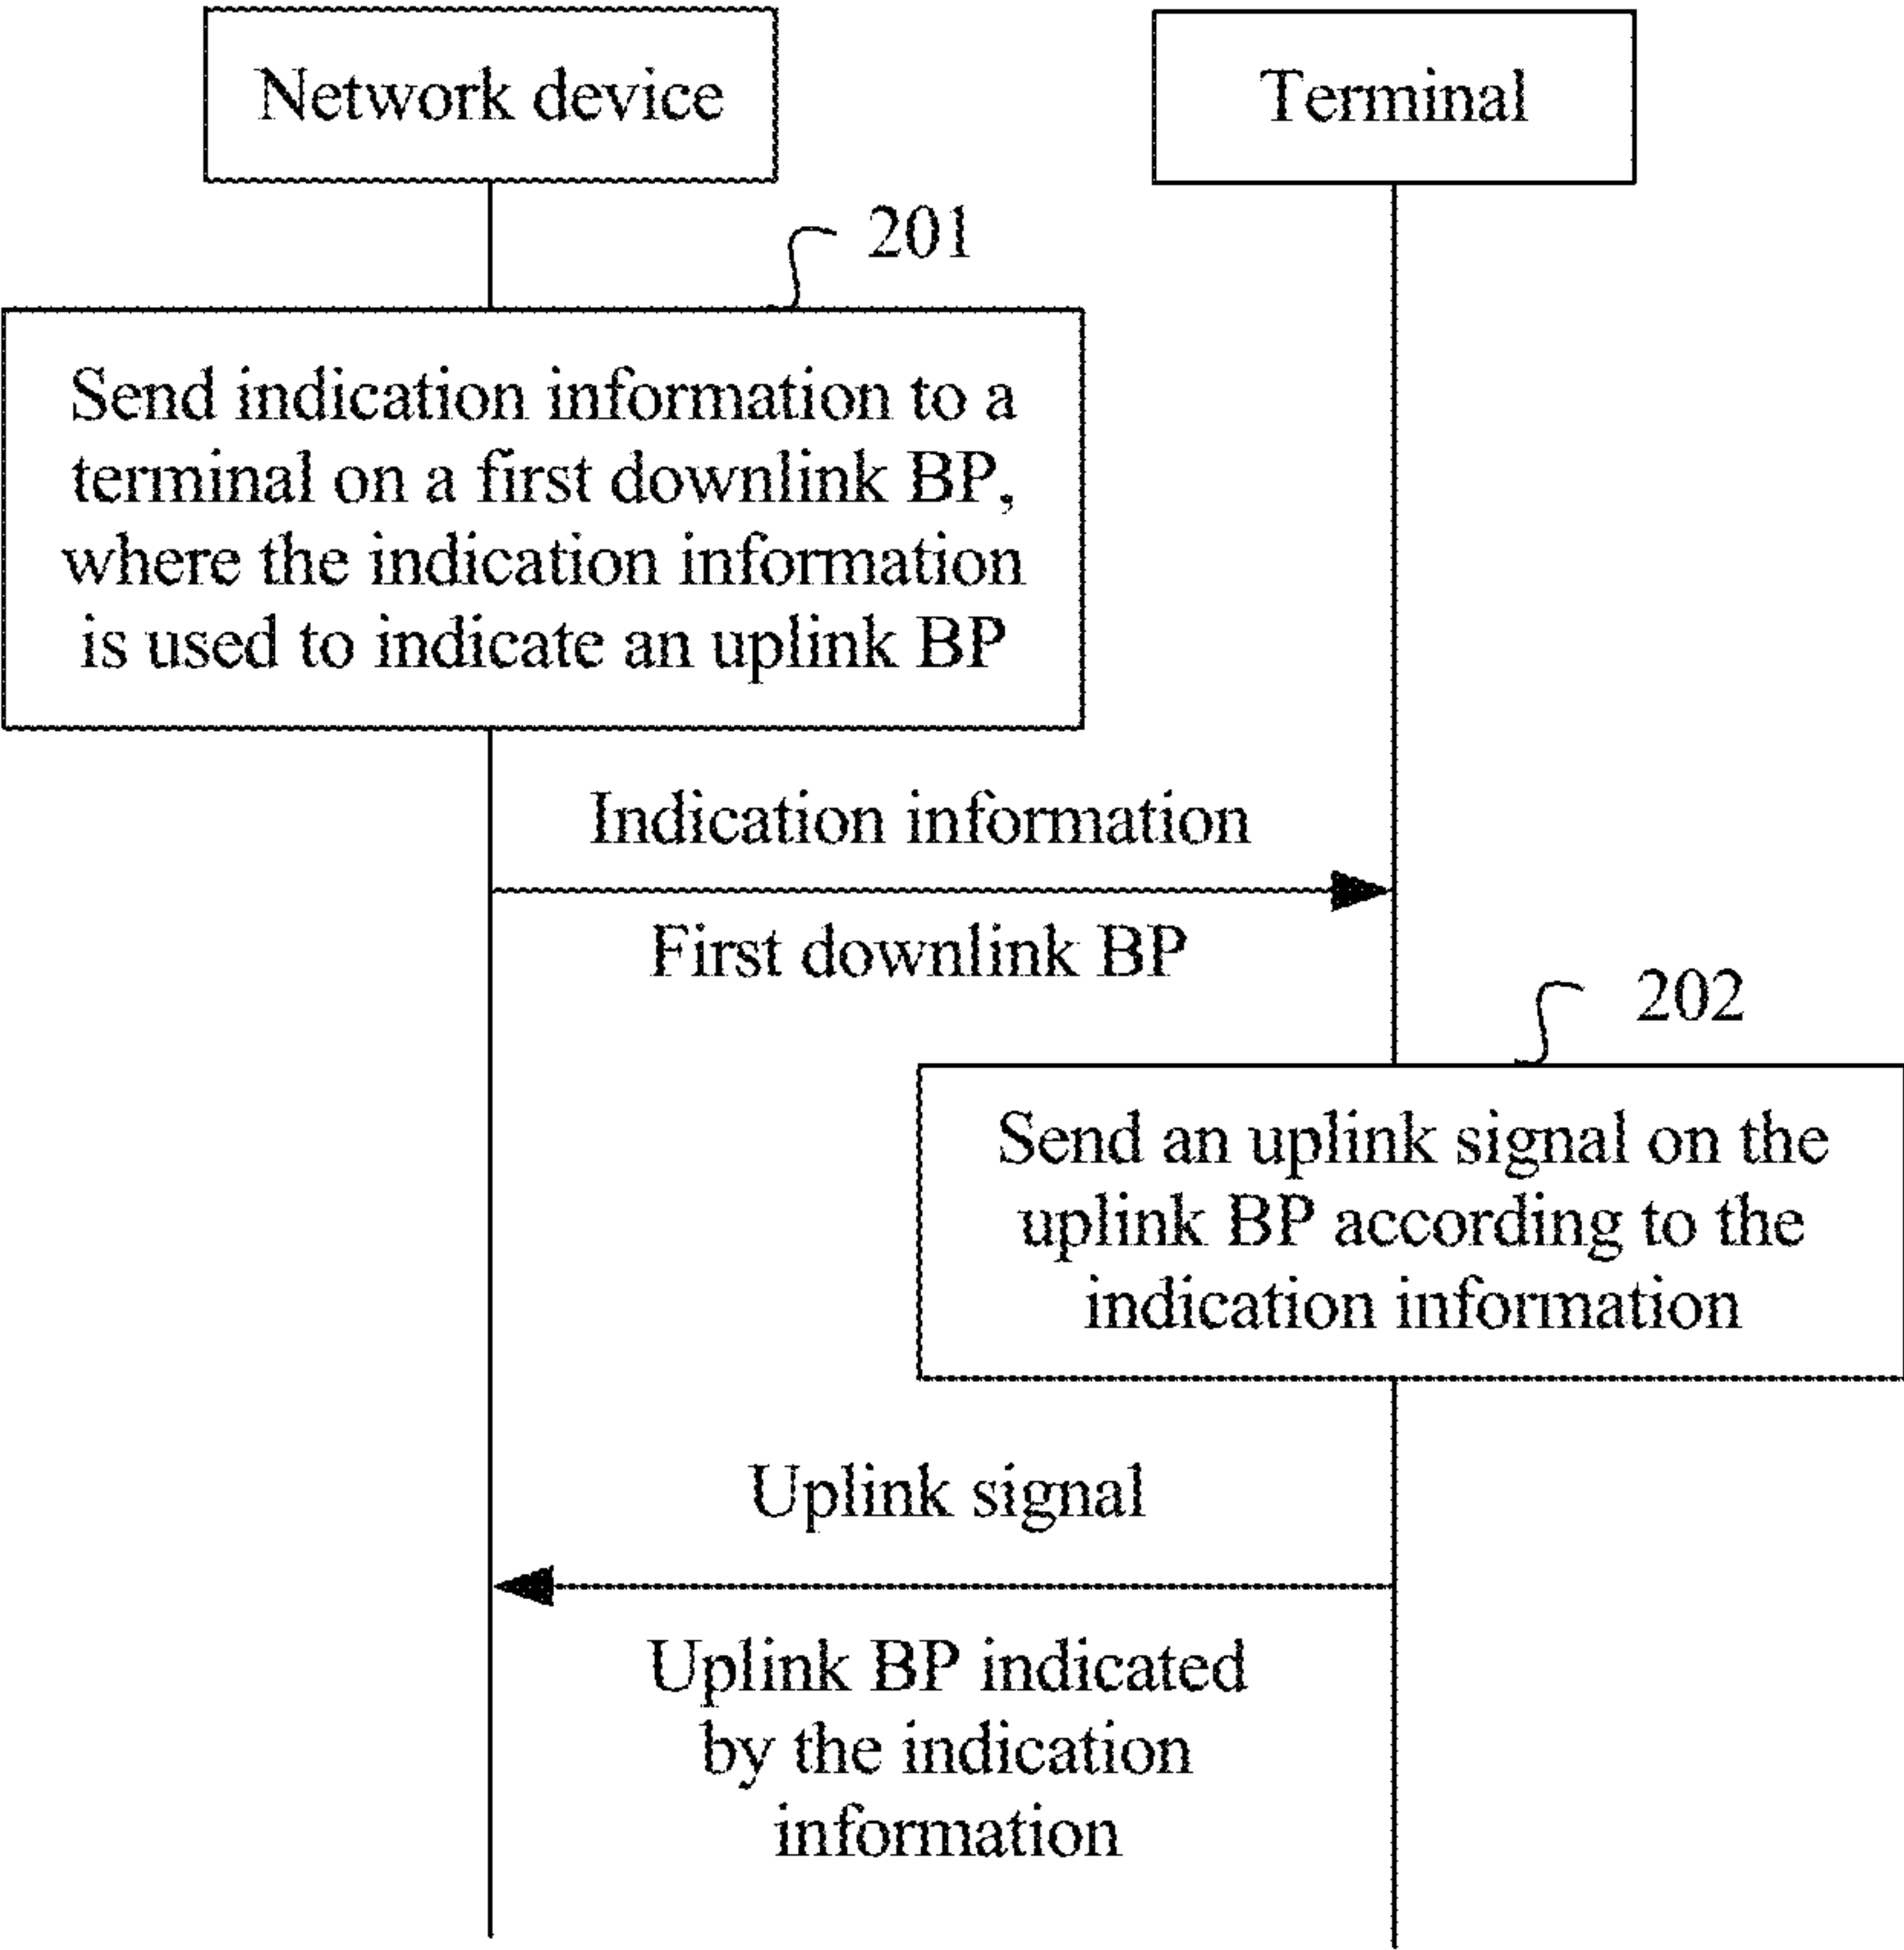 Network device
Terminal
201
Send indication information to a
terminal on a first downlink BP,
where the indication information
is used to indicate an uplink BP
Indication information
First downlink BP
202
Send an uplink signal on the
uplink BP according to the
indication information
Uplink signal
Uplink BP indicated
by the indication
information